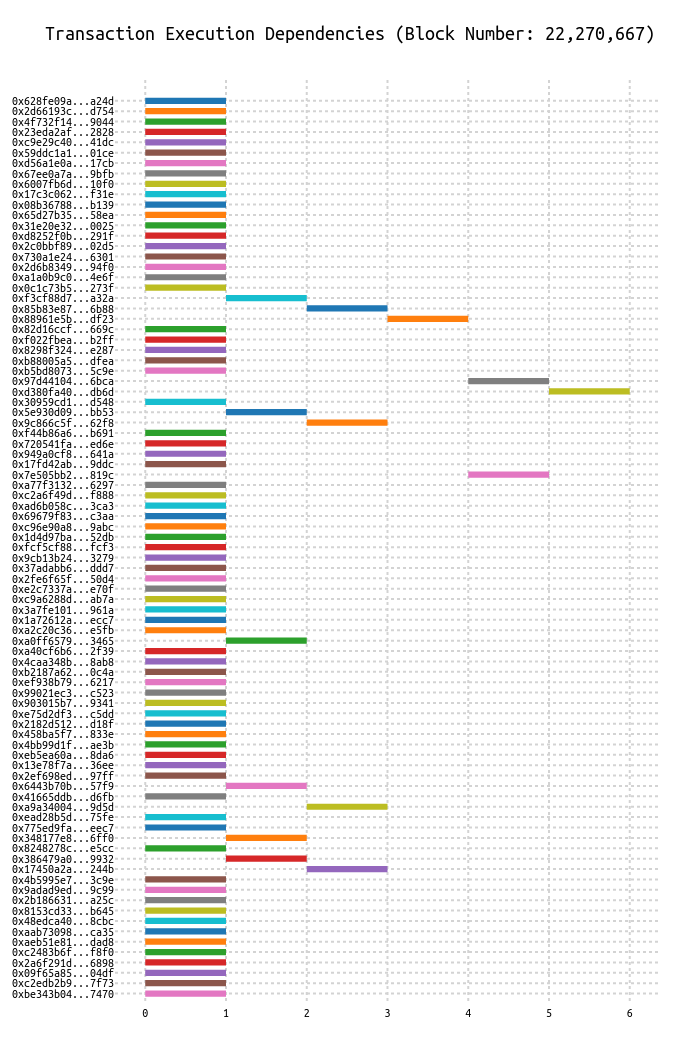 Transaction Execution Dependencies (Block Number: 22,270,667)
0x628fe09a...a24d
0x2d66193c...d754
0x4f732f14...9044
0x23eda2af...2828
0xc9e29c40...41dc
0x59ddc1a1...01ce
0xd56a1e0a...17cb
0x67ee0a7a...9bfb
0x6007fb6d...10f0
0x17c3c062...f31e
0x08b36788...b139
0x65d27b35...58ea
0x31e20e32...0025
0xd8252f0b...291f
0x2c0bbf89...02d5
0x730a1e24...6301
0x2d6b8349...94f0
0xa1a0b9c0...4e6f
0x0c1c73b5...273f
0xf3cf88d7...a32a
0x85b83e87...6b88
0x88961e5b...df23
0x82d16ccf...669c
0xf022fbea...b2ff
0x8298f324...e287
0xb88005a5...dfea
0xb5bd8073...5c9e
0x97d44104...6bca
0xd380fa40...db6d
0x30959cd1...d548
0x5e930d09...bb53
0x9c866c5f...62f8
0xf44b86a6...b691
0x720541fa...ed6e
0x949a0cf8...641a
0x17fd42ab...9ddc
0x7e505bb2...819c
0xa77f3132...6297
0xc2a6f49d...f888
0xad6b058c...3ca3
0x69679f83...c3aa
0xc96e90a8...9abc
0x1d4d97ba...52db
0xfcf5cf88...fcf3
0x9cb13b24...3279
0x37adabb6...ddd7
0x2fe6f65f...50d4
0xe2c7337a...e70f
0xc9a6288d...ab7a
0x3a7fe101...961a
0x1a72612a...ecc7
0xa2c20c36...e5fb
0xa0ff6579...3465
0xa40cf6b6...2f39
0x4caa348b...8ab8
0xb2187a62...0c4a
0xef938b79...6217
0x99021ec3...c523
0x903015b7...9341
0xe75d2df3...c5dd
0x2182d512...d18f
0x458ba5f7...833e
0x4bb99d1f...ae3b
0xeb5ea60a...8da6
0x13e78f7a...36ee
0x2ef698ed...97ff
0x6443b70b...57f9
0x41665ddb...d6fb
0xa9a34004...9d5d
0xead28b5d...75fe
0x775ed9fa...eec7
0x348177e8...6ff0
0x8248278c...e5cc
0x386479a0...9932
0x17450a2a...244b
0x4b5995e7...3c9e
0x9adad9ed...9c99
0x2b186631...a25c
0x8153cd33...b645
0x48edca40...8cbc
0xaab73098...ca35
0xaeb51e81...dad8
0xc2483b6f...f8f0
0x2a6f291d...6898
0x09f65a85...04df
0xc2edb2b9...7f73
0xbe343b04...7470
0 1 2 3 4 5 6